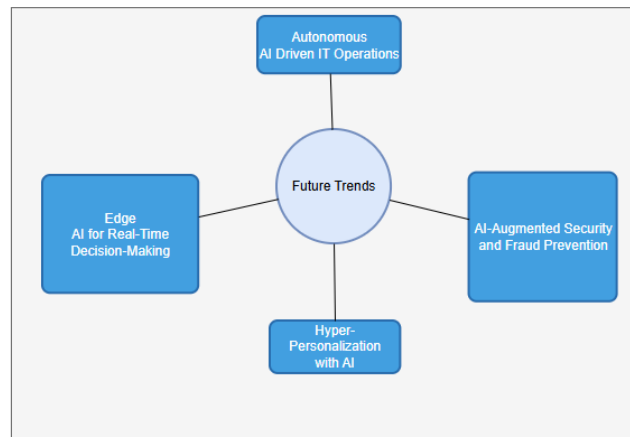 Autonomous
AI Driven IT Operations
Future Trends
Edge
AI for Real-Time
Decision-Making
AI-Augmented Security
and Fraud Prevention
Hyper-
Personalization
with AI